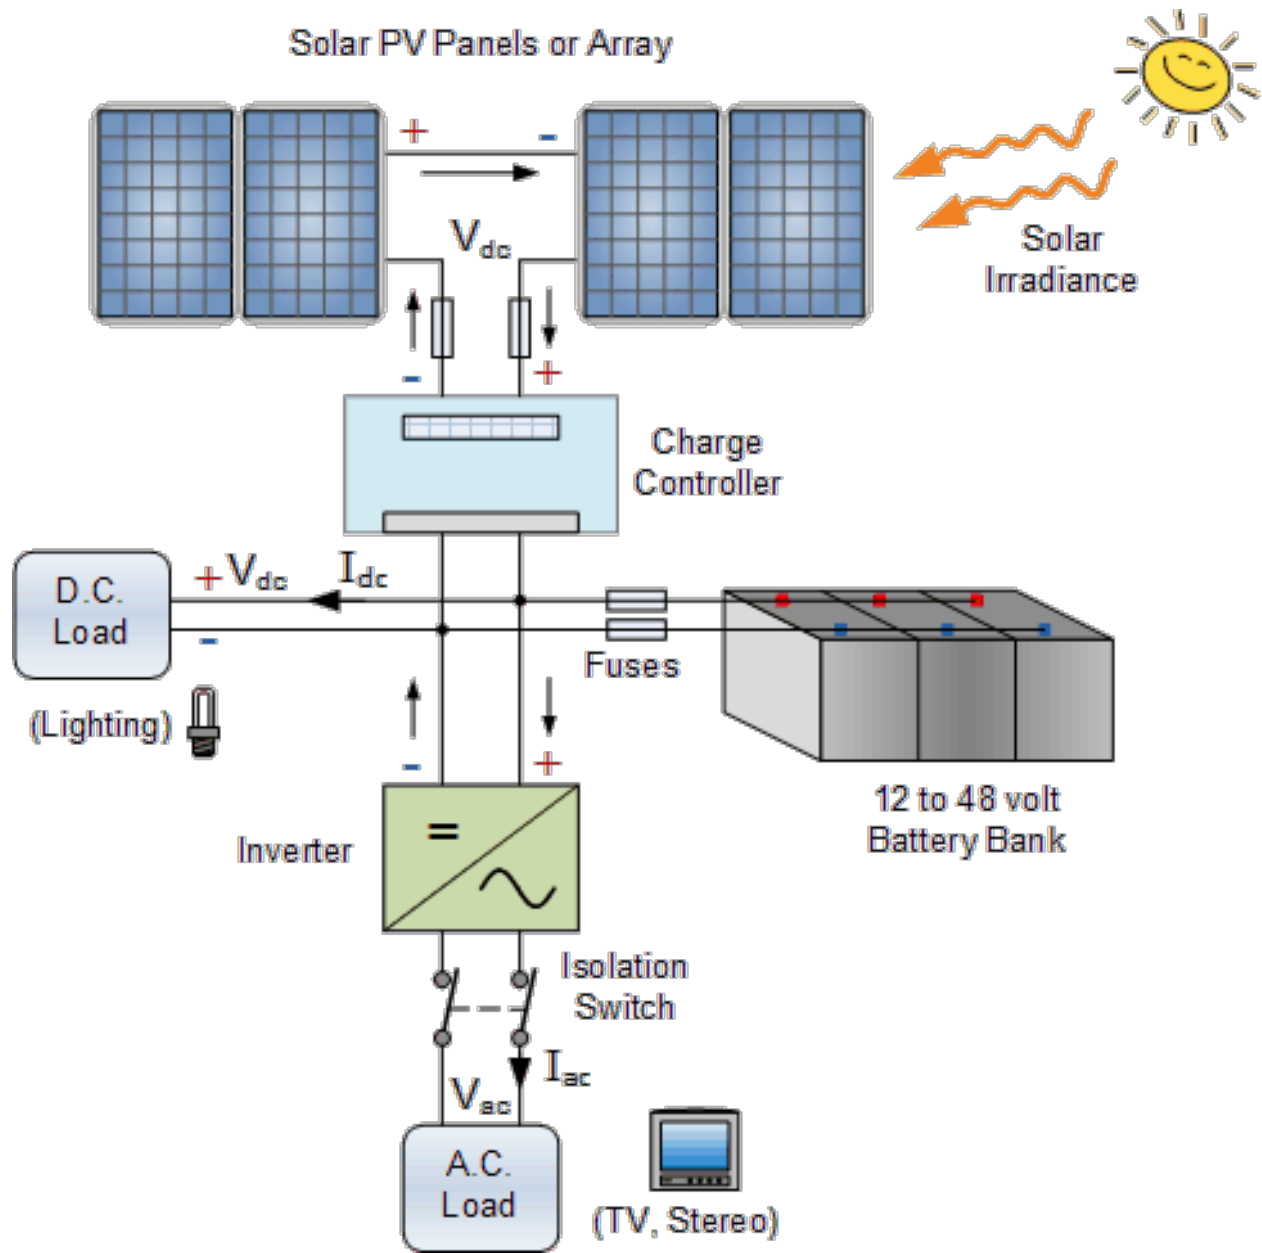 Solar PV Panels or Array
+
-
Vdc
Solar
Irradiance
-
+
Charge
Controller
D.C.
Load
+
Vdc
Idc
-
Fuses
(Lighting)
-
+
12 to 48 volt
Battery Bank
Inverter
=
Isolation
Switch
Iac
Vac
A.C.
Load
(TV, Stereo)